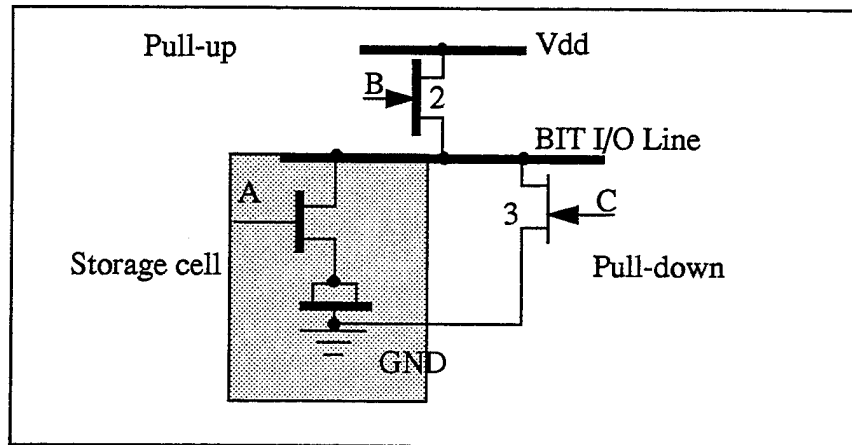 Pull-up
Vdd
B
2
BIT I/O Line
A
3
C
Storage cell
Pull-down
GND